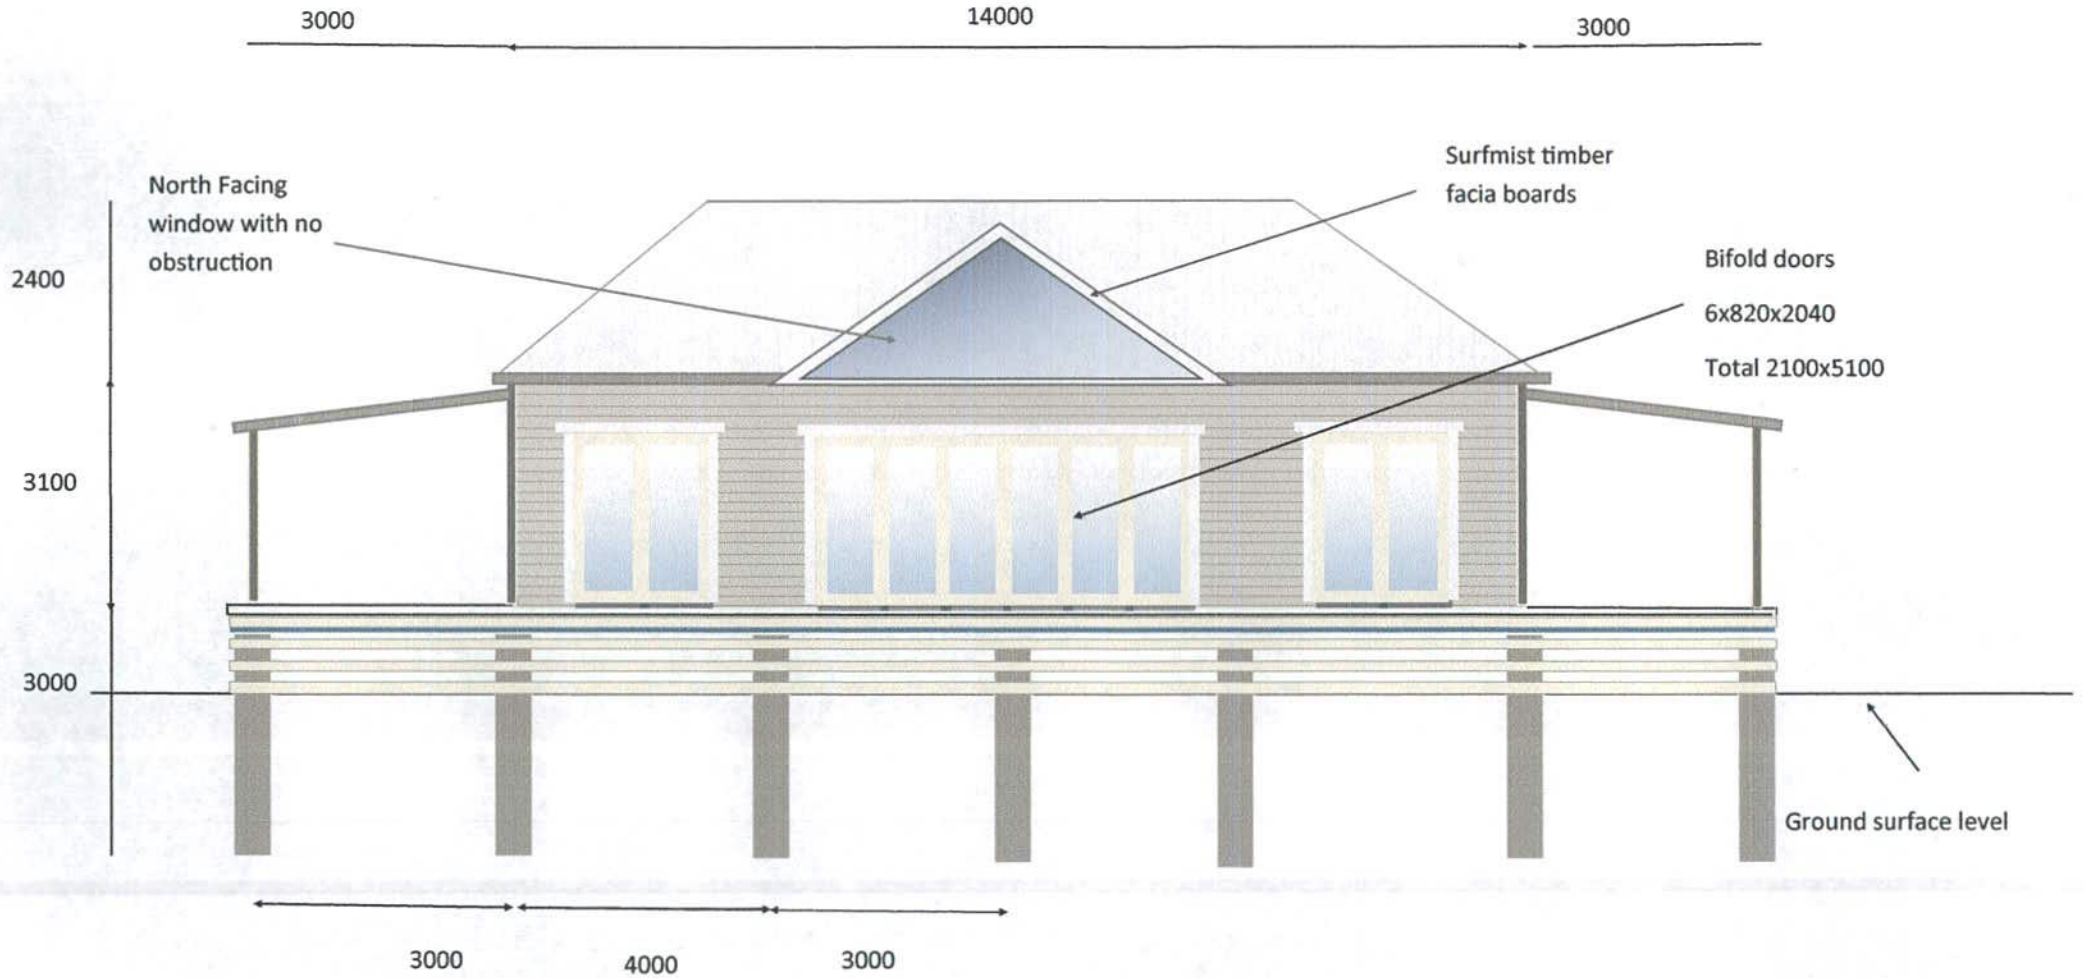 3000
14000
3000
North Facing
window with no
obstruction
Surfmist timber
facia boards
Bifold doors
6x820x2040
Total 2100x5100
2400
3100
3000
Ground surface level
3000
4000
3000